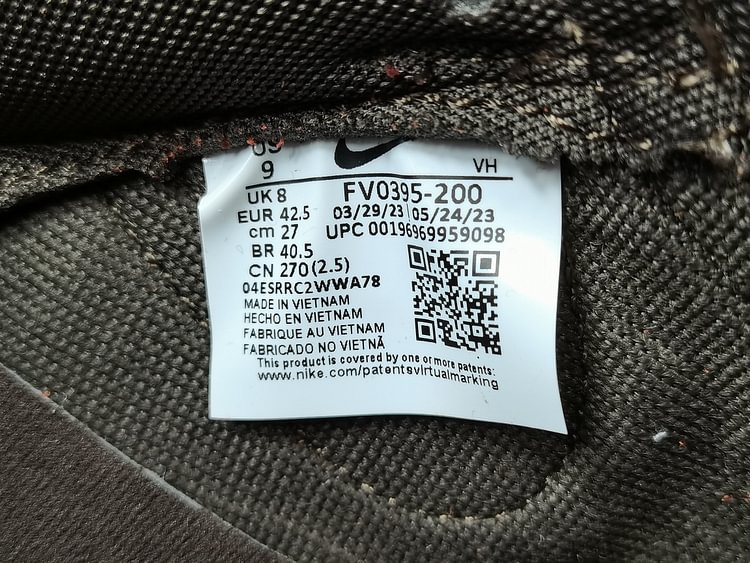 US
9
VH
UK 8
FV0395-200
EUR 42.5
03/29/23 05/24/23
cm 27
UPC 00196969959098
BR 40.5
CN 270 (2.5)
04ESRRC2WWA78
MADE IN VIETNAM
HECHO EN VIETNAM
FABRIQUE AU VIETNAM
FABRICADO NO VIETNÃ
This product is covered by one or more patents:
www.nike.com/patentsvirtualmarking